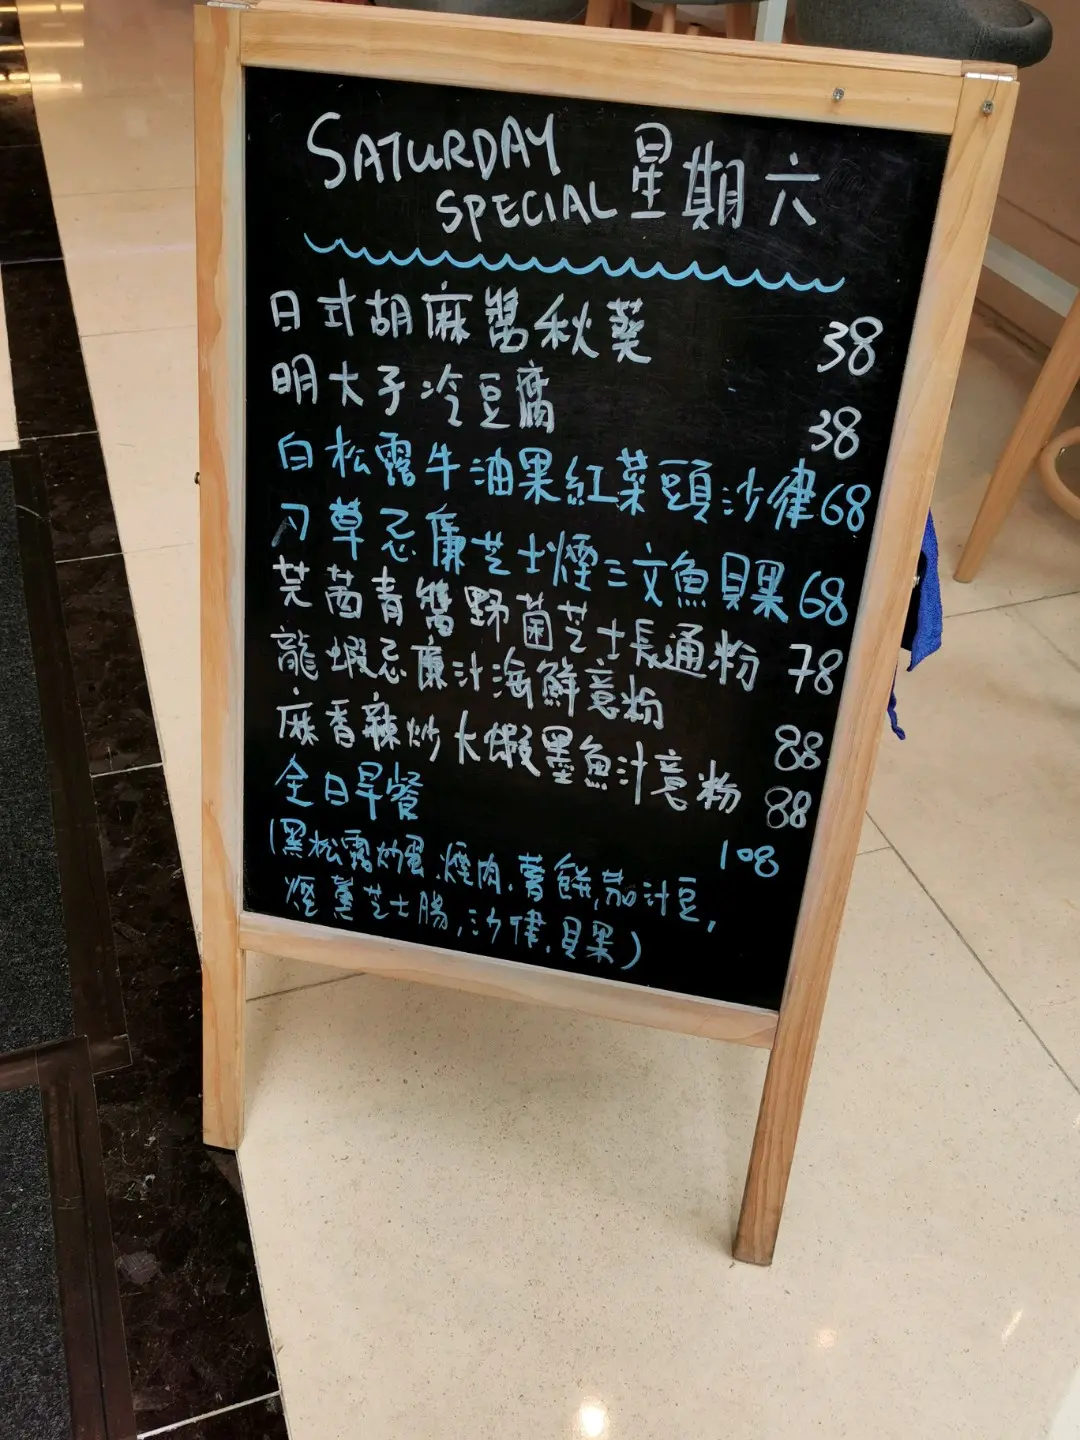 SATURDAY
SPECIAL 星期六
日式胡麻醬秋葵 38
明太子冷豆腐 38
白松露牛油果紅菜頭沙律 68
刁草忌廉芝士煙三文魚貝果 68
芫茜青醬野菌芝士長通粉 78
龍蝦忌廉汁海鮮意粉 88
麻香辣炒大蝦墨魚汁意粉 88
全日早餐 108
(黑松露炒蛋,煙肉,薯餅,茄汁豆,
煙薰芝士腸,沙律,貝果)